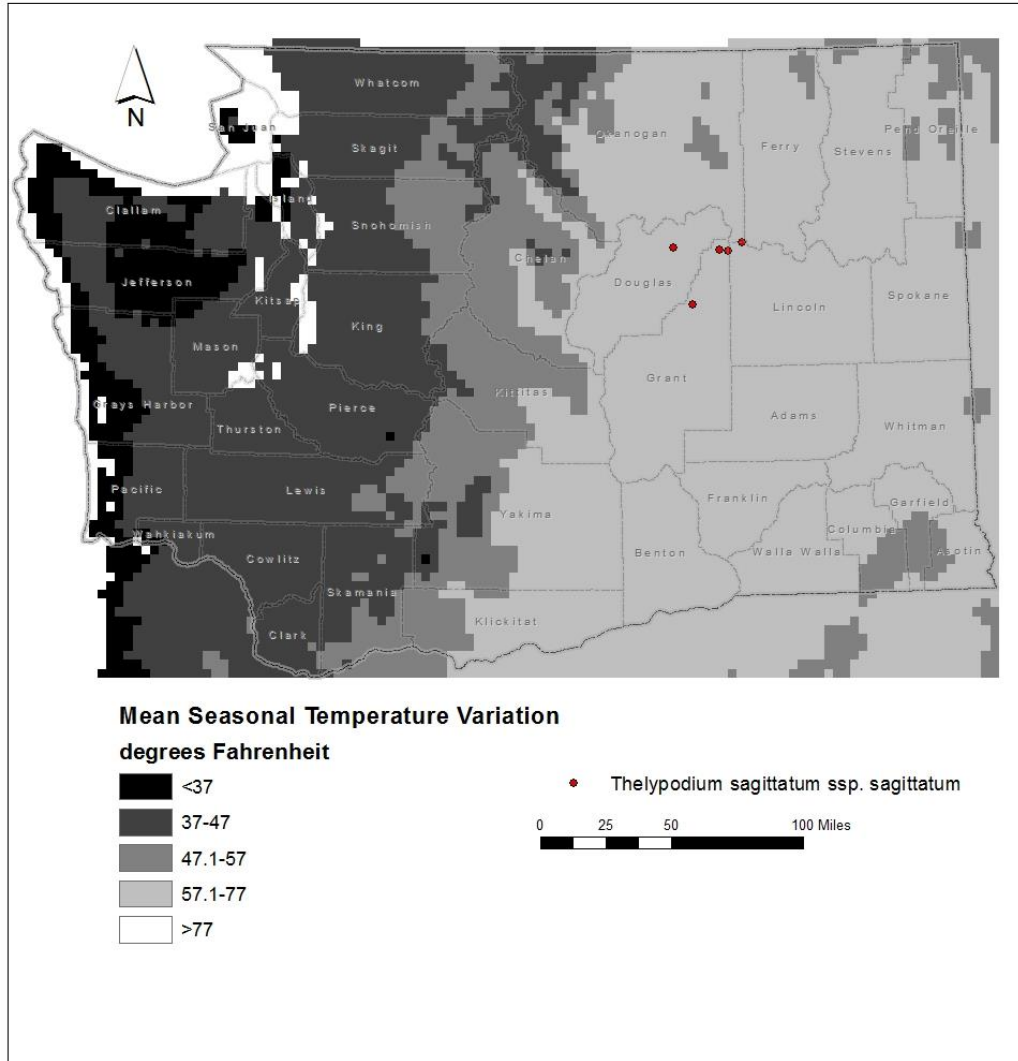 N
Whatcom
San Juan
Skagit
Okanogan
Ferry
Stevens
Pend Oreille
Island
Clallam
Snohomish
Chelan
Jefferson
Kitsap
Douglas
Lincoln
Spokane
King
Mason
Grant
Kittitas
Grays Harbor
Pierce
Adams
Thurston
Whitman
Pacific
Lewis
Yakima
Franklin
Garfield
Columbia
Wahkiakum
Cowlitz
Benton
Walla Walla
Asotin
Skamania
Klickitat
Clark
Mean Seasonal Temperature Variation
degrees Fahrenheit
<37
37-47
47.1-57
57.1-77
>77
Thelypodium sagittatum ssp. sagittatum
0 25 50 100 Miles